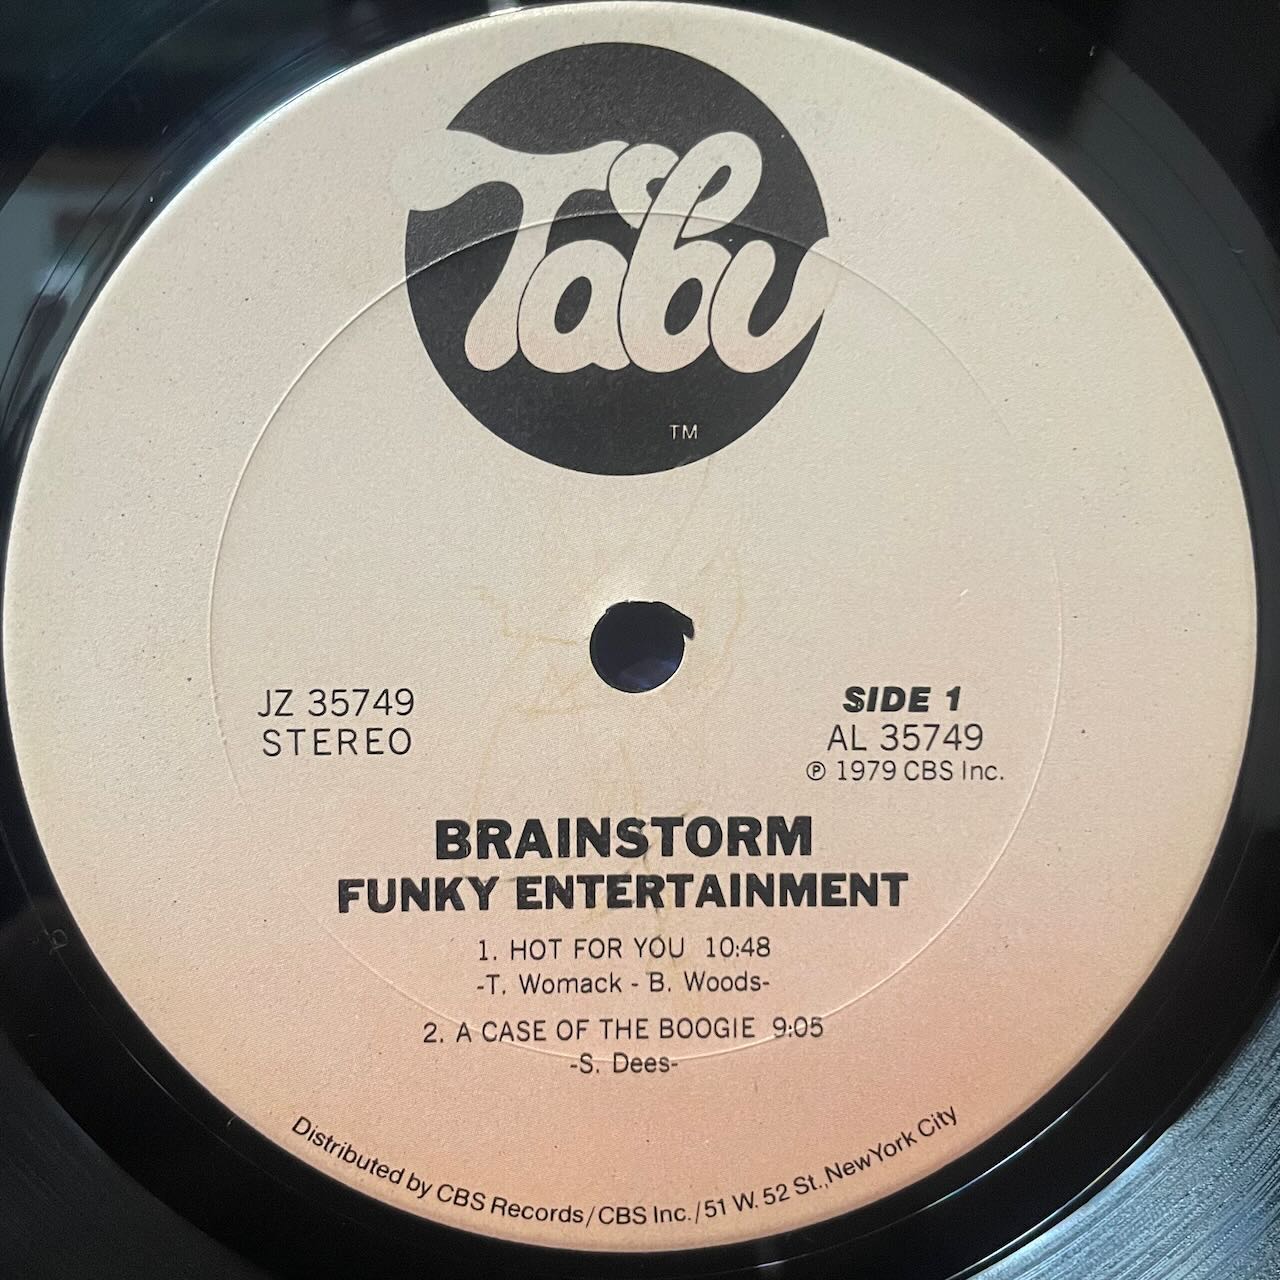 Tabu
TM
JZ 35749
STEREO
SIDE 1
AL 35749
℗ 1979 CBS Inc.
BRAINSTORM
FUNKY ENTERTAINMENT
1. HOT FOR YOU 10:48
-T. Womack - B. Woods-
2. A CASE OF THE BOOGIE 9:05
-S. Dees-
Distributed by CBS Records/CBS Inc./51 W. 52 St., New York City